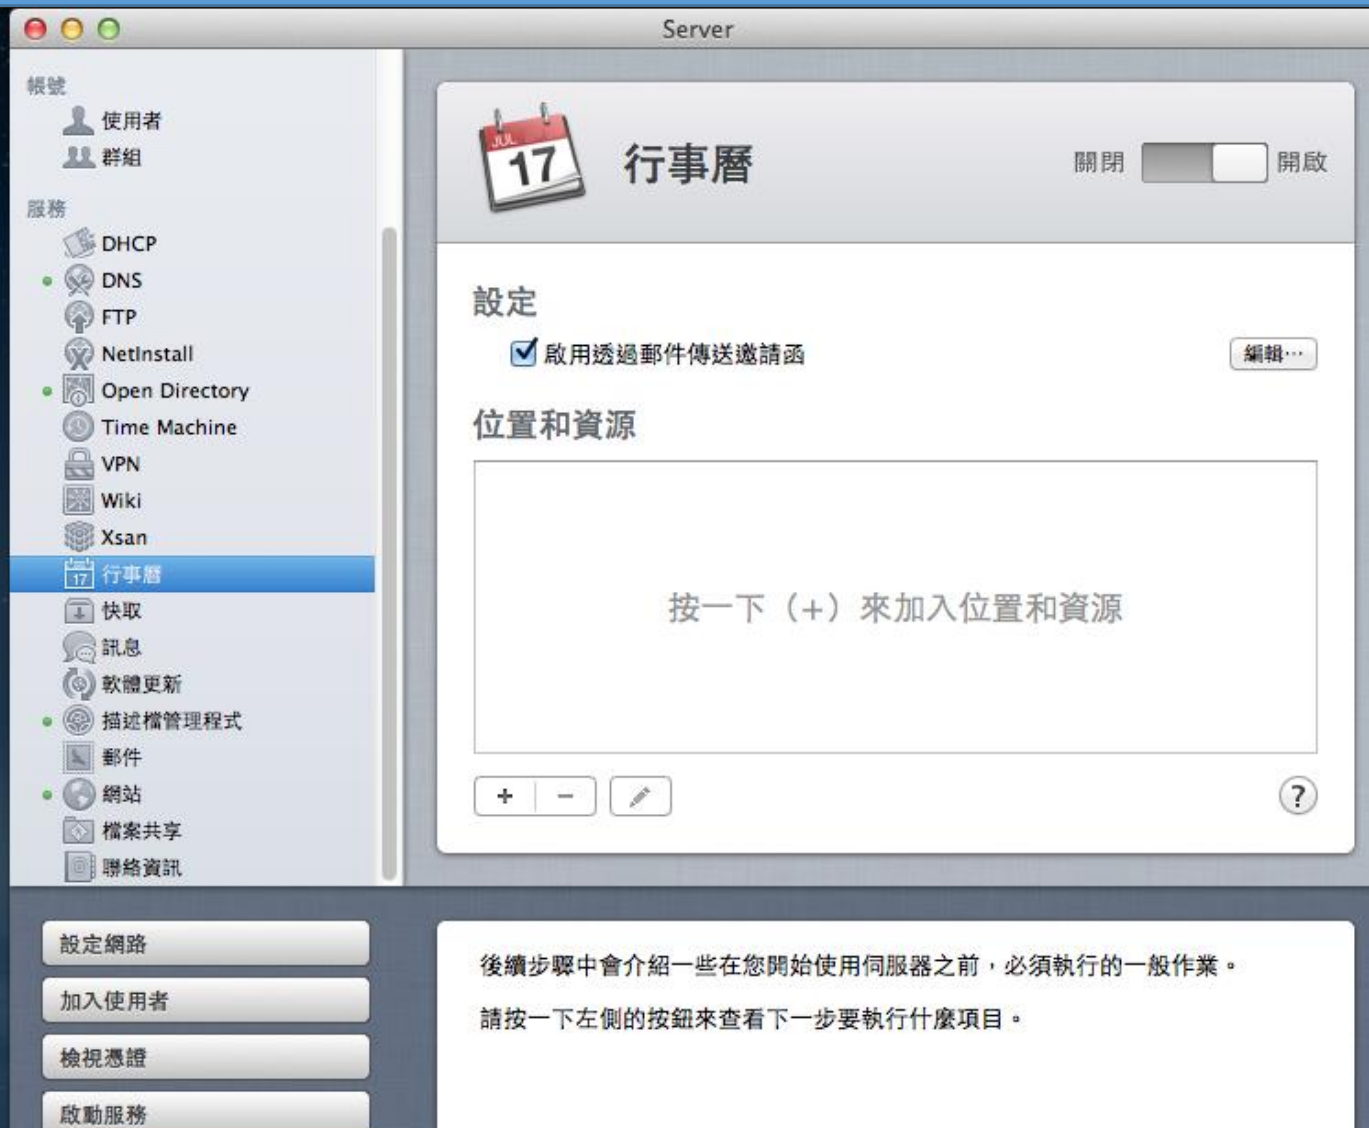 Server
帳號
使用者
群組
服務
DHCP
DNS
FTP
NetInstall
Open Directory
Time Machine
VPN
Wiki
Xsan
17
行事曆
快取
訊息
軟體更新
描述檔管理程式
郵件
網站
檔案共享
聯絡資訊
JUL
17
行事曆
關閉
開啟
設定
啟用透過郵件傳送邀請函
編輯…
位置和資源
按一下（+）來加入位置和資源
+ −
?
設定網路
加入使用者
檢視憑證
啟動服務
後續步驟中會介紹一些在您開始使用伺服器之前，必須執行的一般作業。
請按一下左側的按鈕來查看下一步要執行什麼項目。